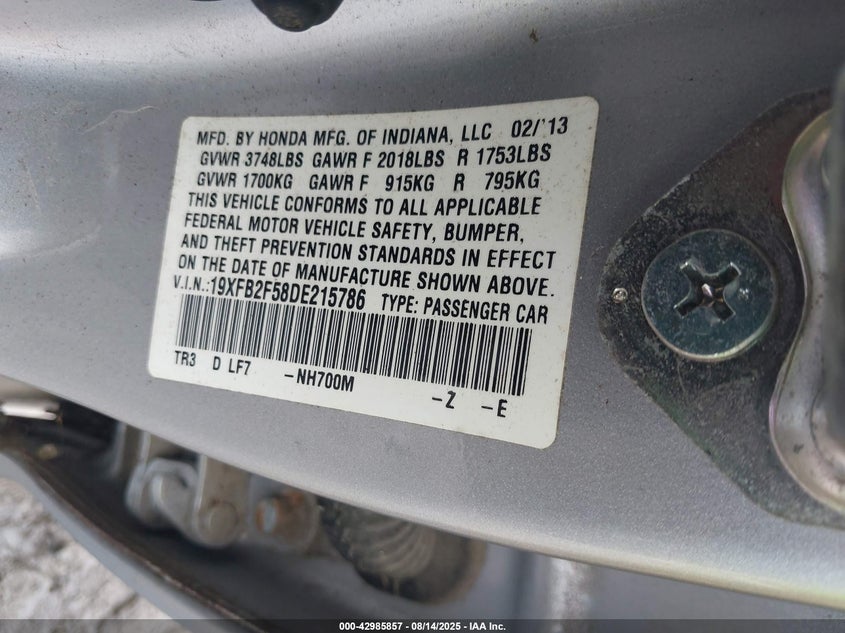 MFD. BY HONDA MFG. OF INDIANA, LLC 02/'13
GVWR 3748LBS GAWR F 2018LBS R 1753LBS
GVWR 1700KG GAWR F 915KG R 795KG
THIS VEHICLE CONFORMS TO ALL APPLICABLE
FEDERAL MOTOR VEHICLE SAFETY, BUMPER,
AND THEFT PREVENTION STANDARDS IN EFFECT
ON THE DATE OF MANUFACTURE SHOWN ABOVE.
V.I.N.:19XFB2F58DE215786 TYPE: PASSENGER CAR
TR3 D LF7 -NH700M -Z -E
000-42985857 - 08/14/2025 - IAA Inc.